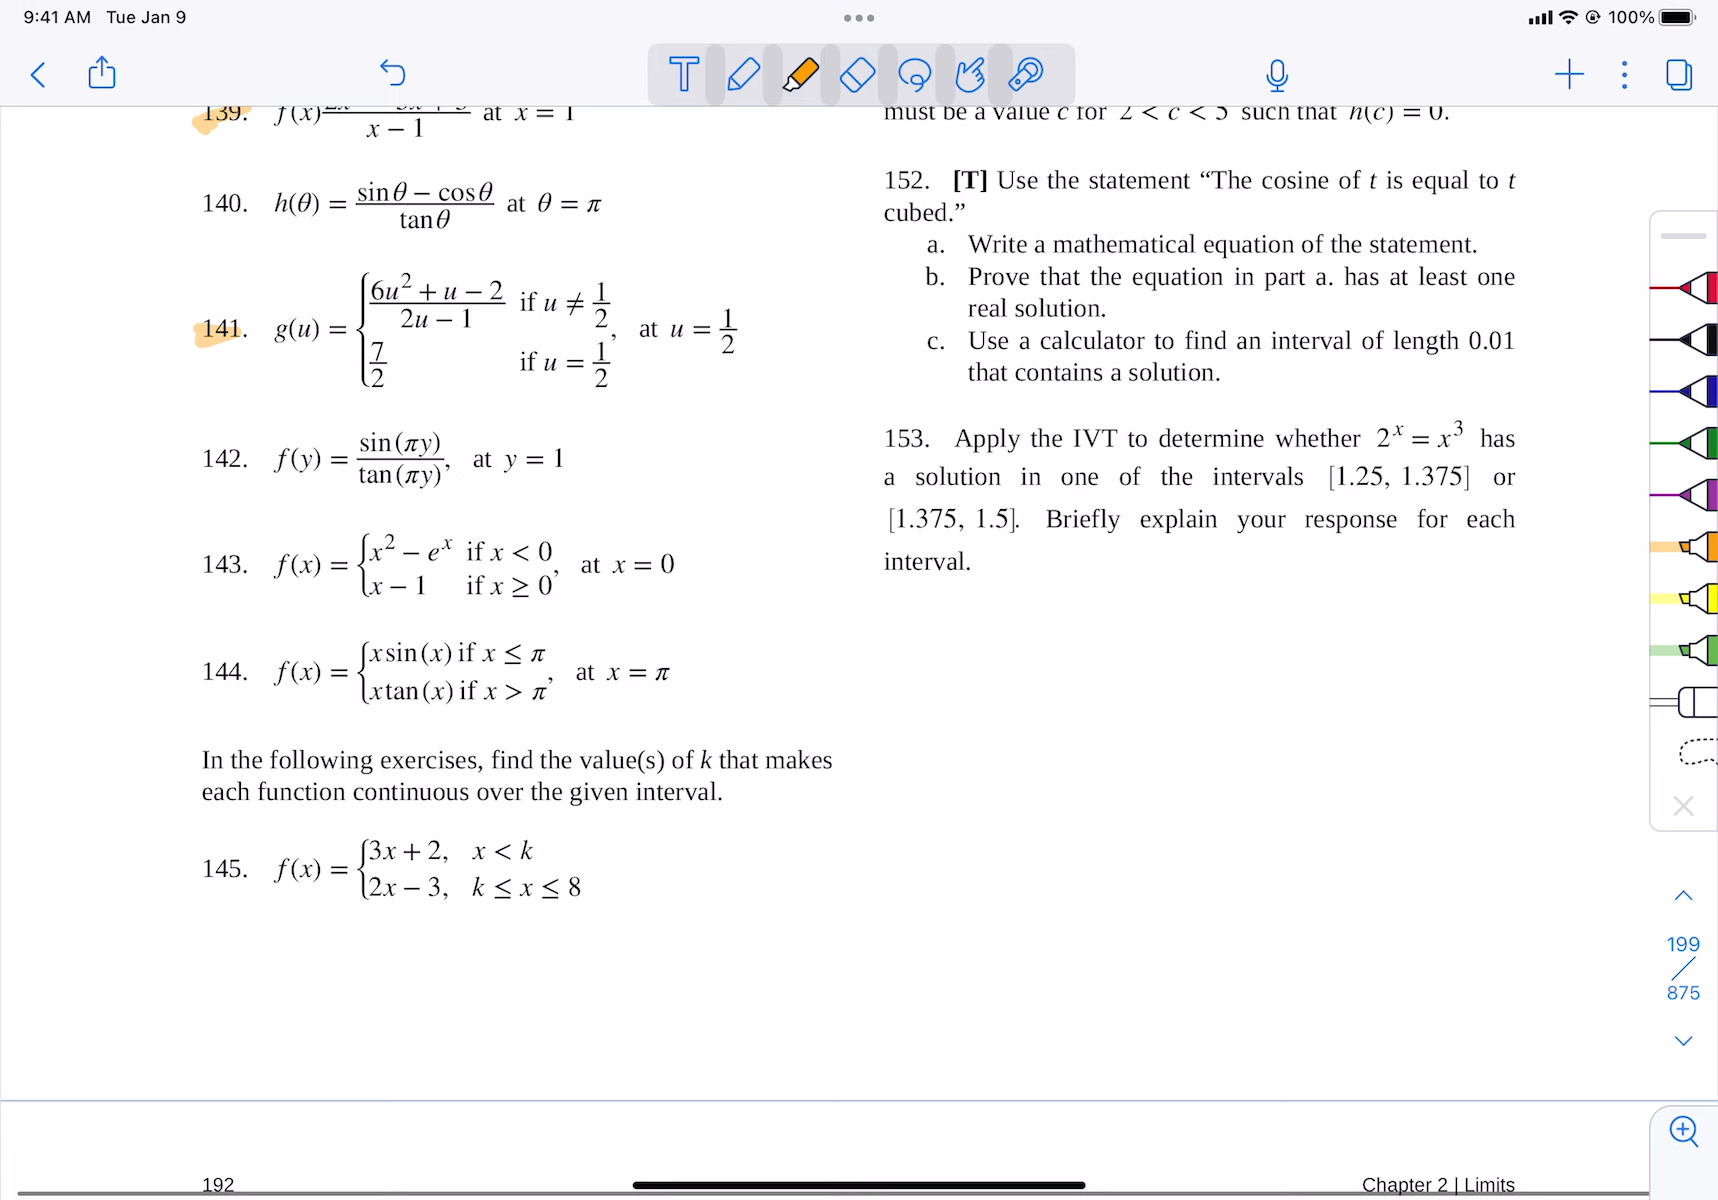 9:41 AM Tue Jan 9
100%
139. f(x) x − 1 at x = 1
140. h(θ) = sin θ − cos θ / tan θ at θ = π
141. g(u) = { 6u² + u − 2 / 2u − 1 if u ≠ 1/2, 7/2 if u = 1/2 at u = 1/2
142. f(y) = sin(πy) / tan(πy), at y = 1
143. f(x) = { x² − eˣ if x < 0, x − 1 if x ≥ 0 at x = 0
144. f(x) = { x sin(x) if x ≤ π, x tan(x) if x > π at x = π
In the following exercises, find the value(s) of k that makes
each function continuous over the given interval.
145. f(x) = { 3x + 2, x < k 2x − 3, k ≤ x ≤ 8
must be a value c for 2 < c < 5 such that h(c) = 0.
152. [T] Use the statement “The cosine of t is equal to t
cubed.”
a. Write a mathematical equation of the statement.
b. Prove that the equation in part a. has at least one
real solution.
c. Use a calculator to find an interval of length 0.01
that contains a solution.
153. Apply the IVT to determine whether 2ˣ = x³ has
a solution in one of the intervals [1.25, 1.375] or
[1.375, 1.5]. Briefly explain your response for each
interval.
199
875
192
Chapter 2 | Limits